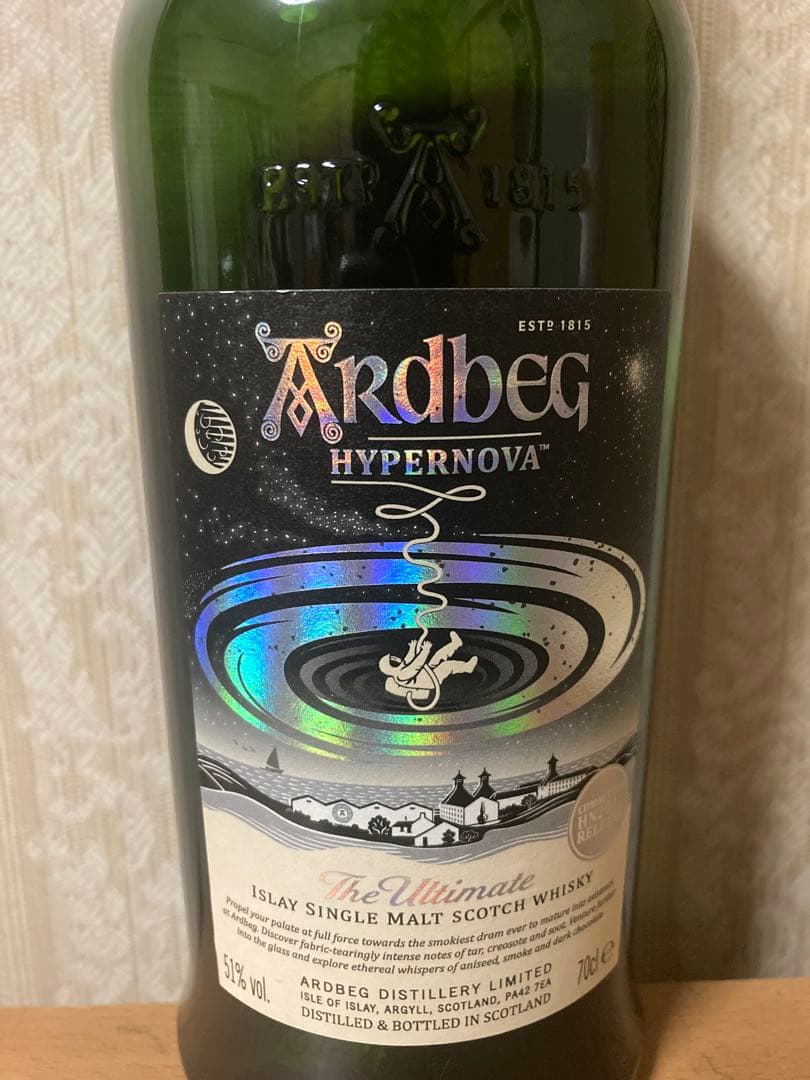 ESTD 1815
ESTD 1815
ARdbEG
HYPERNOVA™
The Ultimate
ISLAY SINGLE MALT SCOTCH WHISKY
Propel your palate at full force towards the smokiest dram ever to mature into existence
at Ardbeg. Discover fabric-tearingly intense notes of tar, creosote and soot. Venture further
into the glass and explore ethereal whispers of aniseed, smoke and dark chocolate
51% vol.
70cl e
ARDBEG DISTILLERY LIMITED
ISLE OF ISLAY, ARGYLL, SCOTLAND, PA42 7EA
DISTILLED & BOTTLED IN SCOTLAND